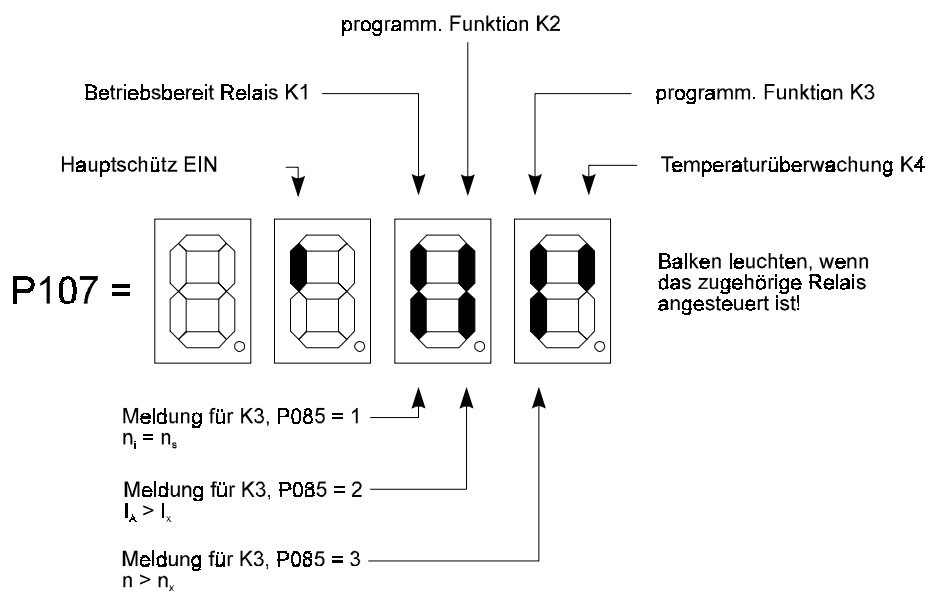 programm. Funktion K2
Betriebsbereit Relais K1
programm. Funktion K3
Hauptschütz EIN
Temperaturüberwachung K4
P107 =
Balken leuchten, wenn
das zugehörige Relais
angesteuert ist!
Meldung für K3, P085 = 1
nᵢ = nₛ
Meldung für K3, P085 = 2
I_A > Iₓ
Meldung für K3, P085 = 3
n > nₓ